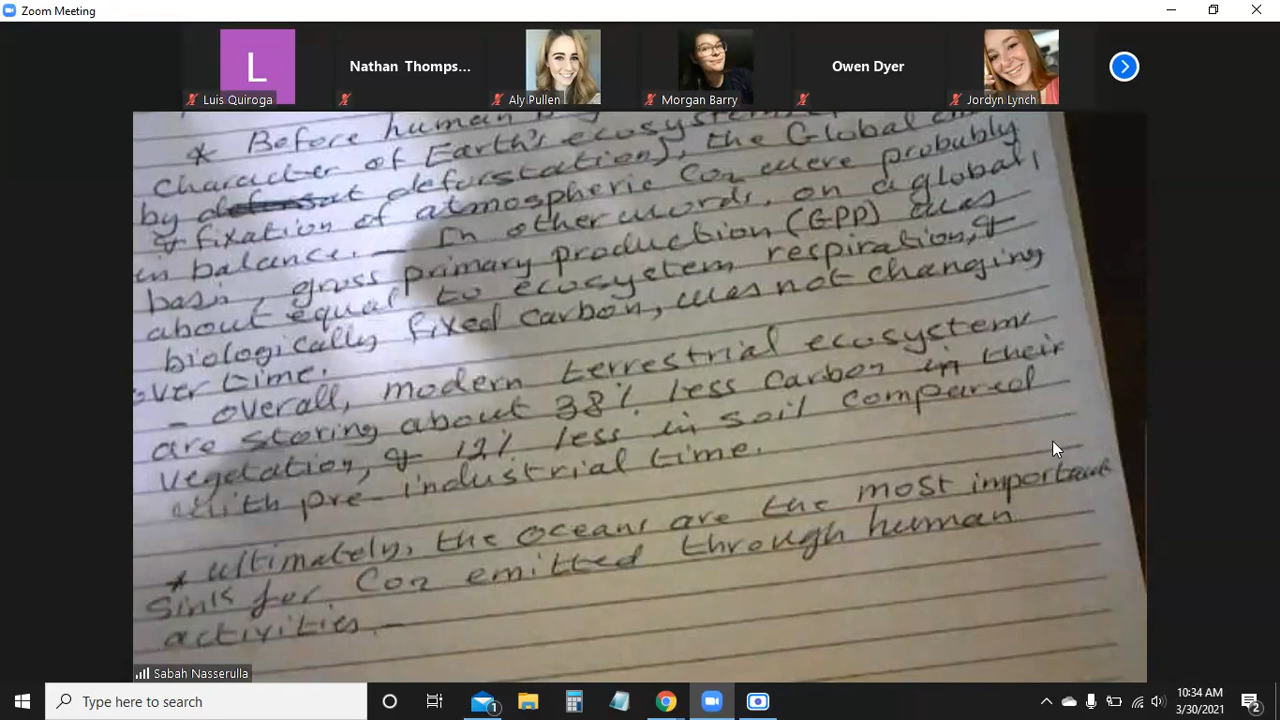 Zoom Meeting
L
Luis Quiroga
Nathan Thomps...
Aly Pullen
Morgan Barry
Owen Dyer
Jordyn Lynch
* Before human
character of Earth's ecosystems
by deforstation), the Global
& fixation of atmospheric Co2 were probably
in balance. — In other words, on a global,
basis, gross primary production (GPP) was
about equal to ecosystem respiration, &
biologically fixed carbon, was not changing
over time.
- overall, modern terrestrial ecosystems
are storing about 38% less carbon in their
vegetation, & 12% less in soil compared
with pre-industrial time.
* ultimately, the oceans are the most important
sinks for Co2 emitted through human
activities. —
Sabah Nasserulla
Type here to search
1
10:34 AM
3/30/2021
2